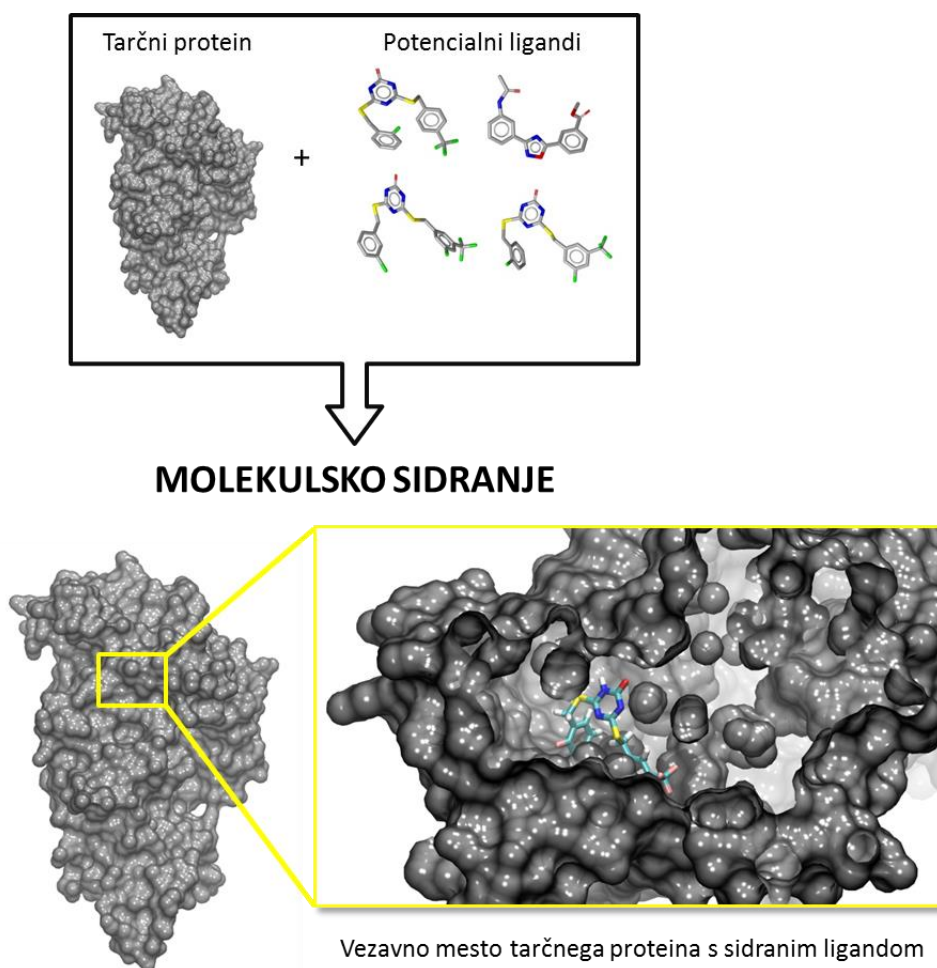 Tarčni protein
Potencialni ligandi
+
MOLEKULSKO SIDRANJE
Vezavno mesto tarčnega proteina s sidranim ligandom